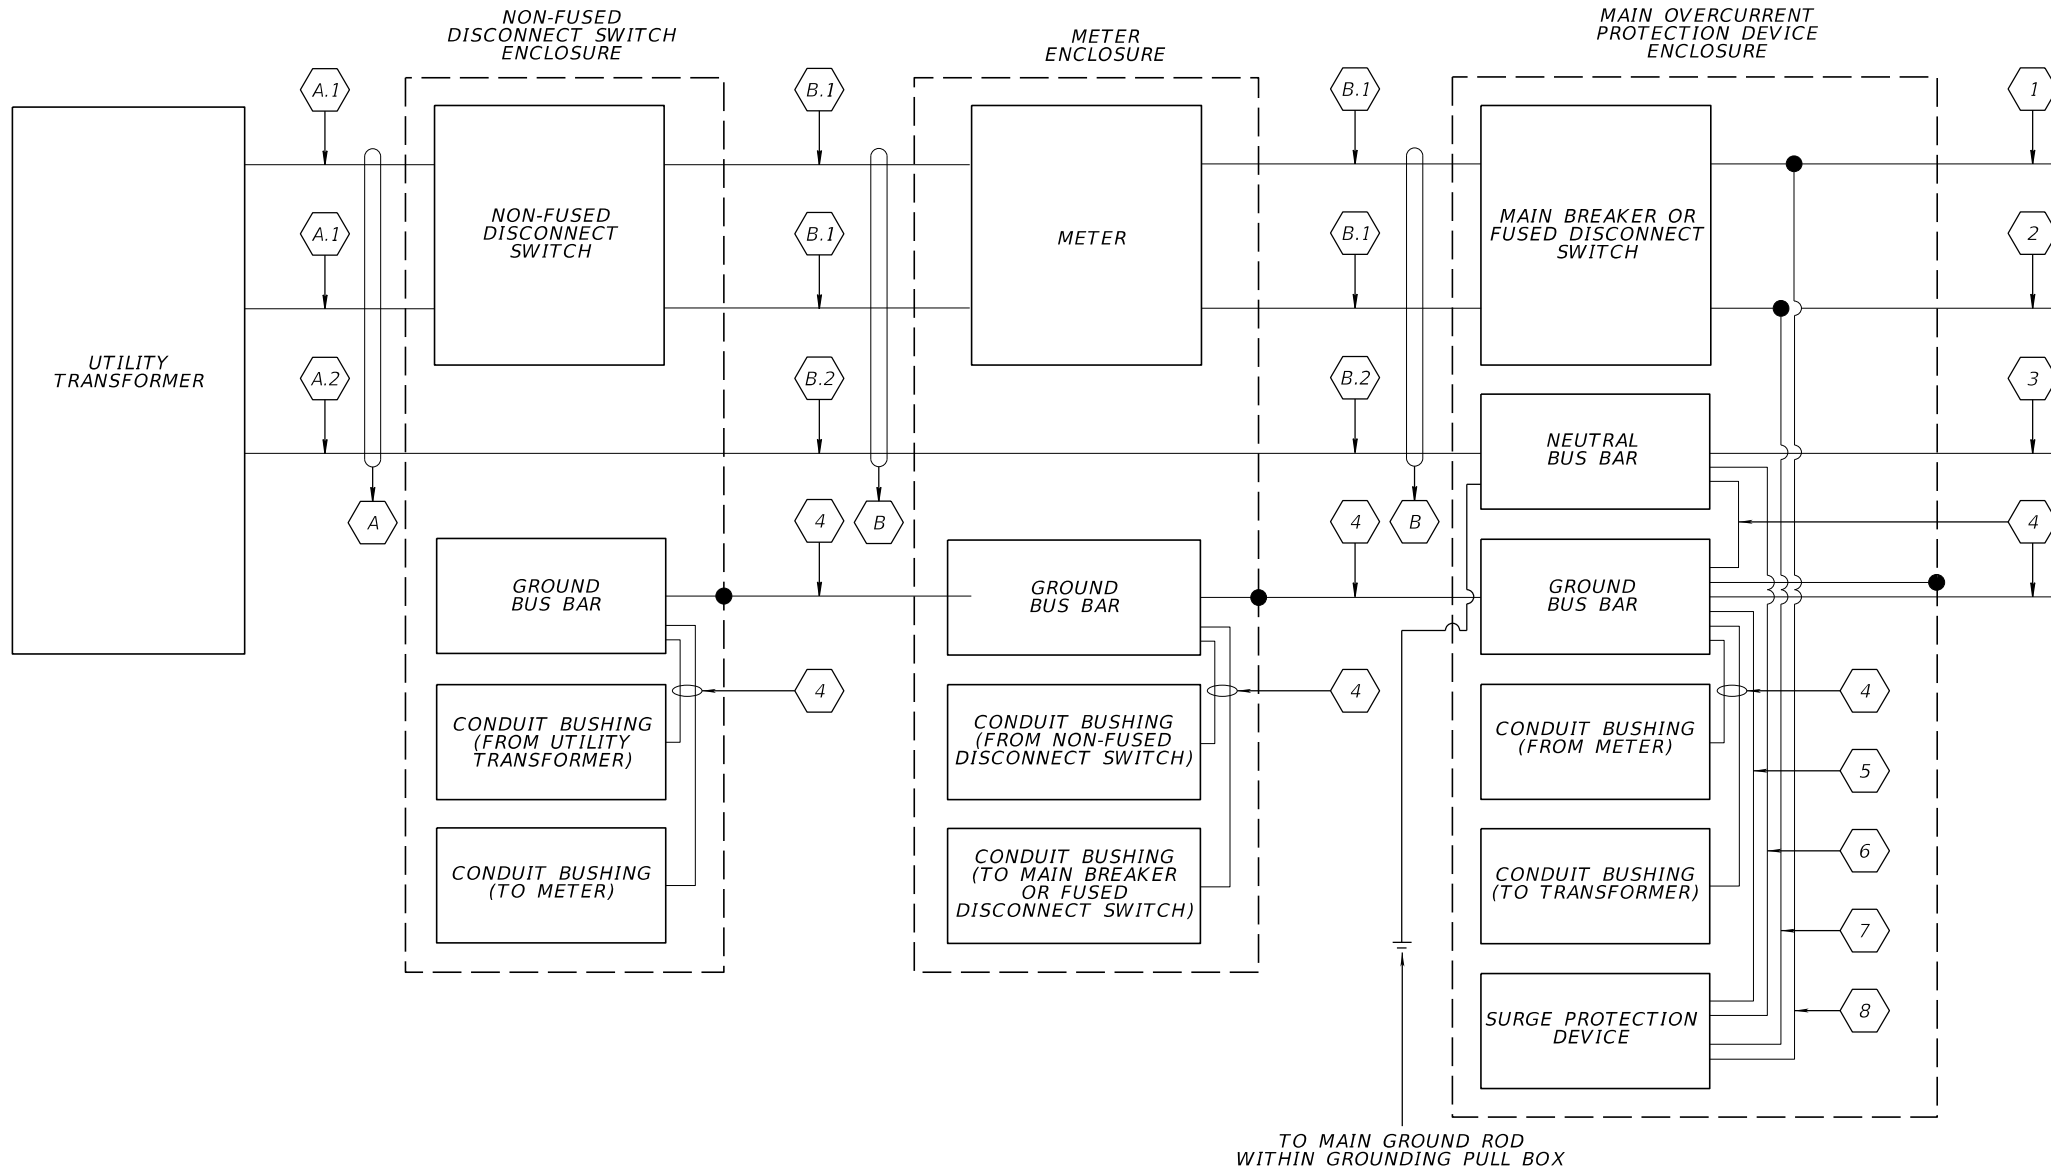 NON-FUSED
DISCONNECT SWITCH
ENCLOSURE
METER
ENCLOSURE
MAIN OVERCURRENT
PROTECTION DEVICE
ENCLOSURE
A.1
B.1
B.1
1
NON-FUSED
DISCONNECT
SWITCH
METER
MAIN BREAKER OR
FUSED DISCONNECT
SWITCH
A.1
B.1
B.1
2
UTILITY
TRANSFORMER
A.2
B.2
B.2
3
NEUTRAL
BUS BAR
A
4
B
4
B
4
GROUND
BUS BAR
GROUND
BUS BAR
GROUND
BUS BAR
4
4
4
CONDUIT BUSHING
(FROM UTILITY
TRANSFORMER)
CONDUIT BUSHING
(FROM NON-FUSED
DISCONNECT SWITCH)
CONDUIT BUSHING
(FROM METER)
5
CONDUIT BUSHING
(TO METER)
CONDUIT BUSHING
(TO MAIN BREAKER
OR FUSED
DISCONNECT SWITCH)
CONDUIT BUSHING
(TO TRANSFORMER)
6
7
SURGE PROTECTION
DEVICE
8
TO MAIN GROUND ROD
WITHIN GROUNDING PULL BOX